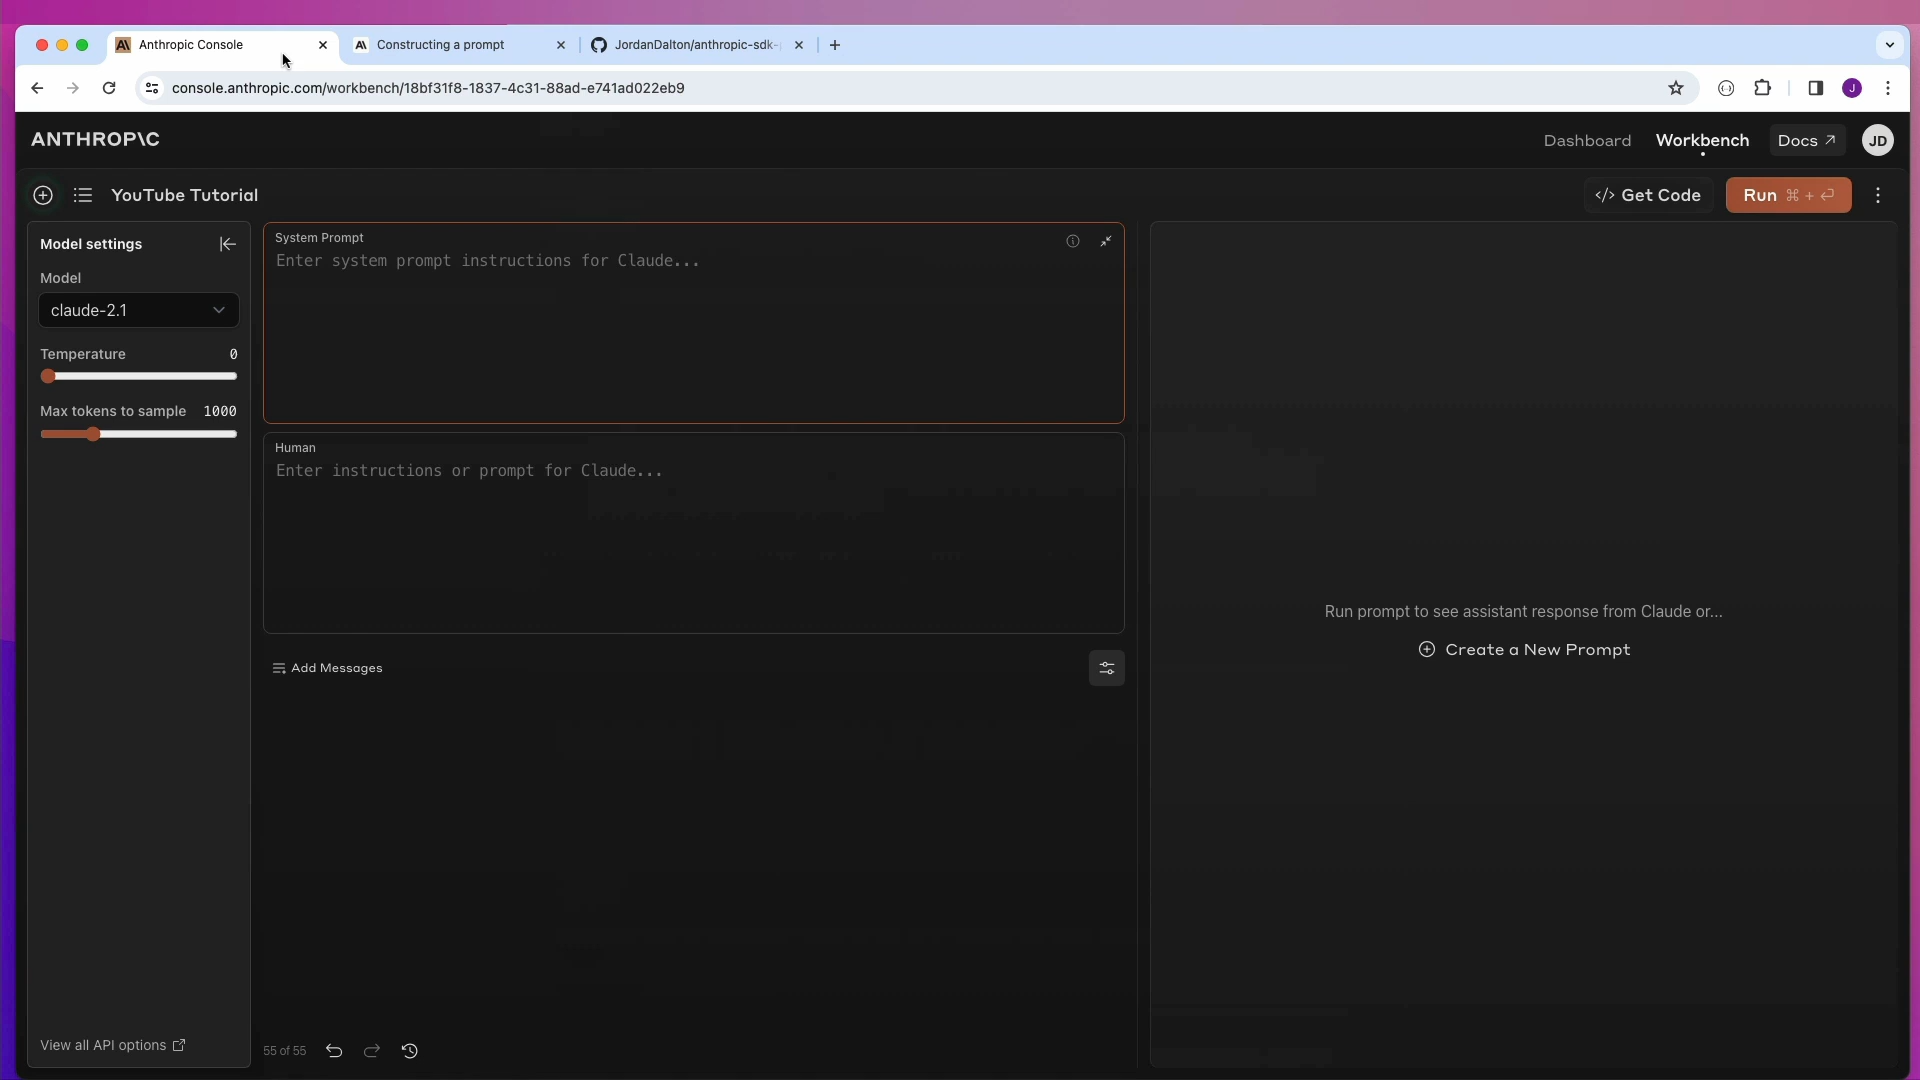 Anthropic Console
Constructing a prompt
JordanDalton/anthropic-sdk-
console.anthropic.com/workbench/18bf31f8-1837-4c31-88ad-e741ad022eb9
J
ANTHROP\C
Dashboard
Workbench
Docs
JD
YouTube Tutorial
</> Get Code
Run ⌘ + ⏎
Model settings
Model
claude-2.1
Temperature 0
Max tokens to sample 1000
View all API options
System Prompt
Enter system prompt instructions for Claude...
Human
Enter instructions or prompt for Claude...
Add Messages
55 of 55
Run prompt to see assistant response from Claude or...
Create a New Prompt